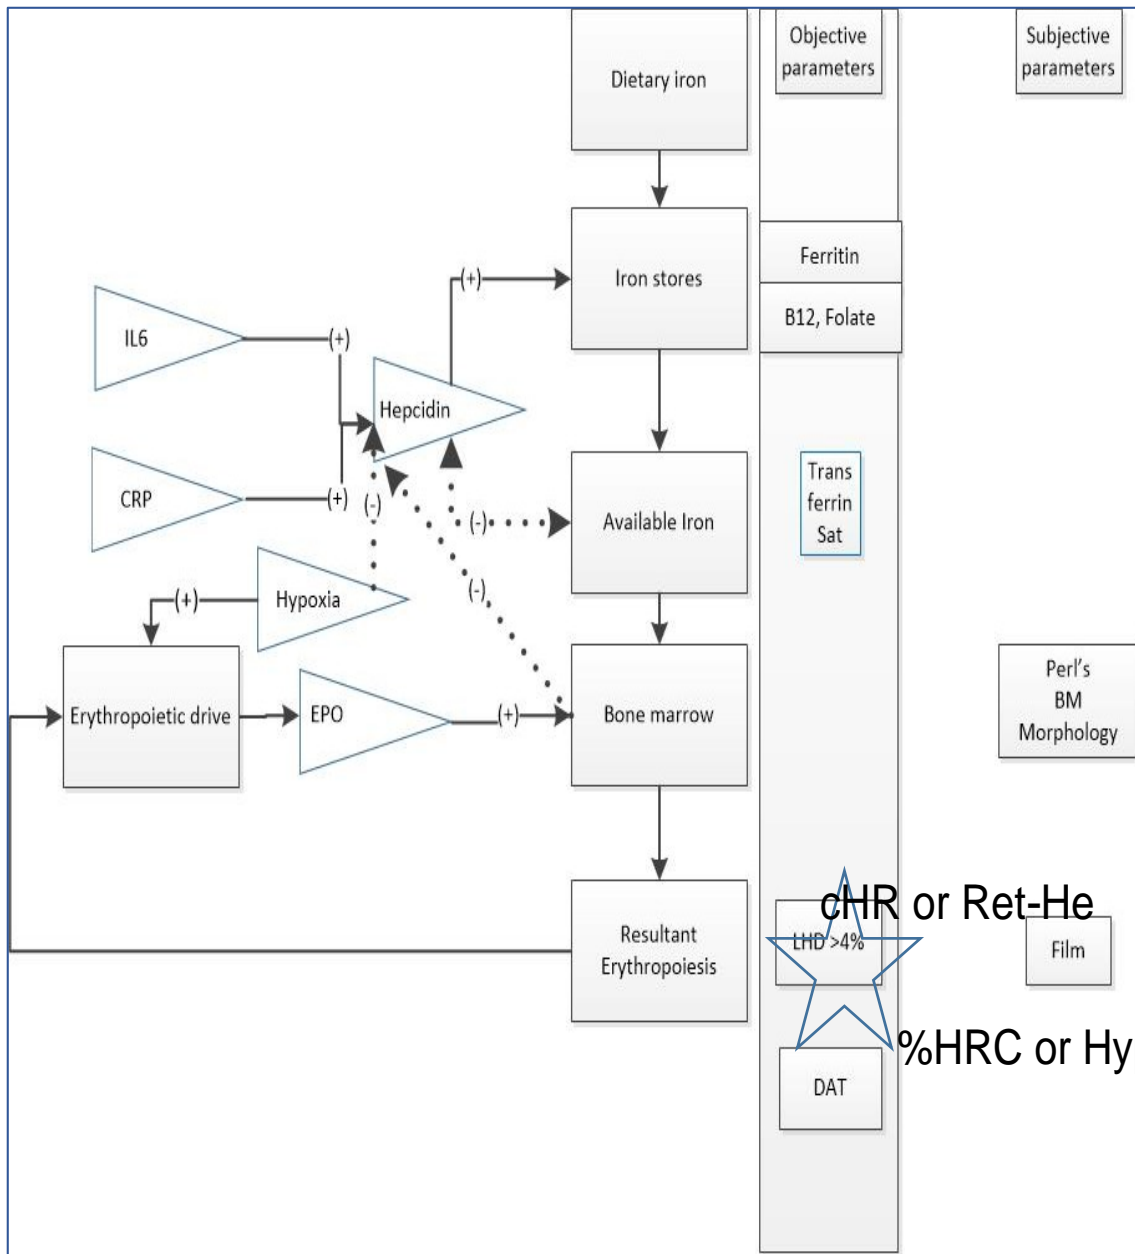 Dietary iron
Objective
parameters
Subjective
parameters
Iron stores
(+)
Ferritin
B12, Folate
IL6
(+)
Hepcidin
CRP
(+)
(-)
(-)
Available Iron
Trans
ferrin
Sat
Hypoxia
(+)
(-)
Erythropoietic drive
EPO
(+)
Bone marrow
Perl's
BM
Morphology
Resultant
Erythropoiesis
cHR or Ret-He
LHD >4%
Film
%HRC or Hy
DAT